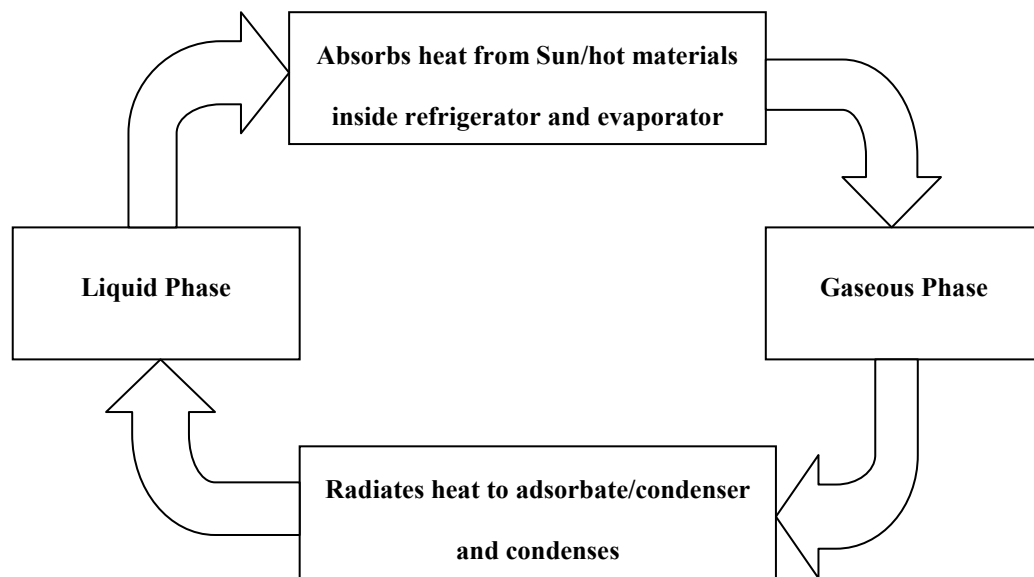 Absorbs heat from Sun/hot materials
inside refrigerator and evaporator
Liquid Phase
Gaseous Phase
Radiates heat to adsorbate/condenser
and condenses